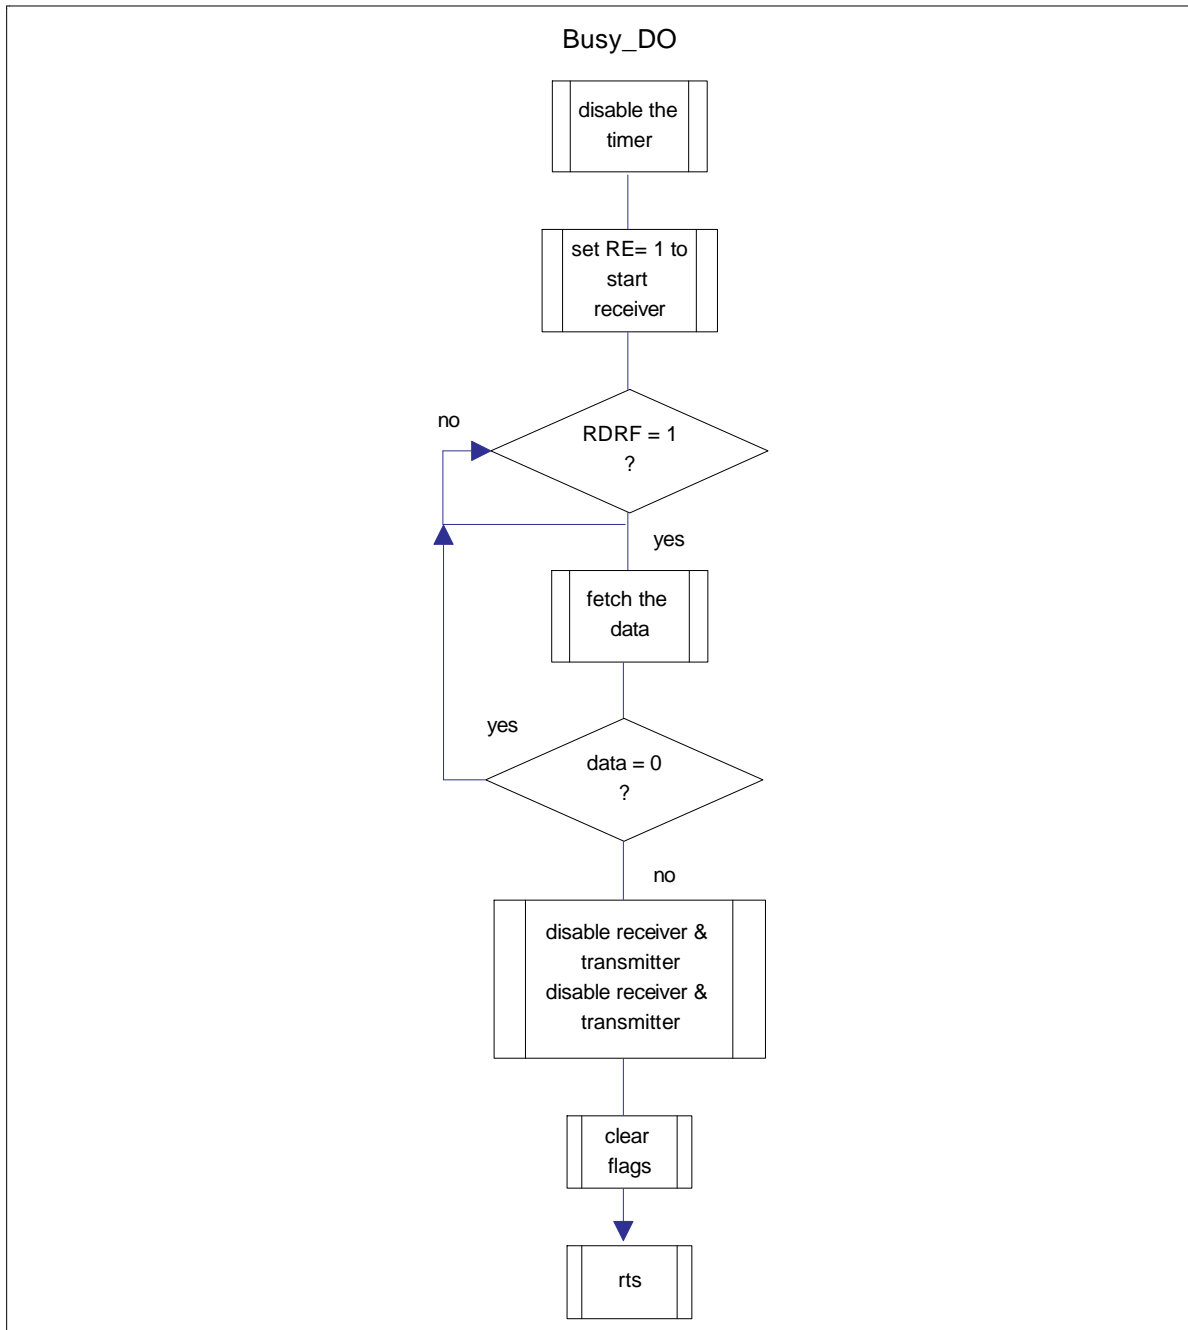 Busy_DO
disable the
timer
set RE= 1 to
start
receiver
no
RDRF = 1
?
yes
fetch the
data
yes
data = 0
?
no
disable receiver &
transmitter
disable receiver &
transmitter
clear
flags
rts